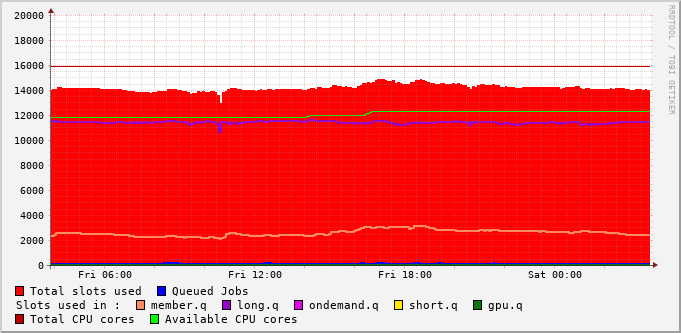 RRDTOOL / TOBI OETIKER
20000
18000
16000
14000
12000
10000
8000
6000
4000
2000
0
Fri 06:00 Fri 12:00 Fri 18:00 Sat 00:00
Total slots used Queued Jobs
Slots used in : member.q long.q ondemand.q short.q gpu.q
Total CPU cores Available CPU cores